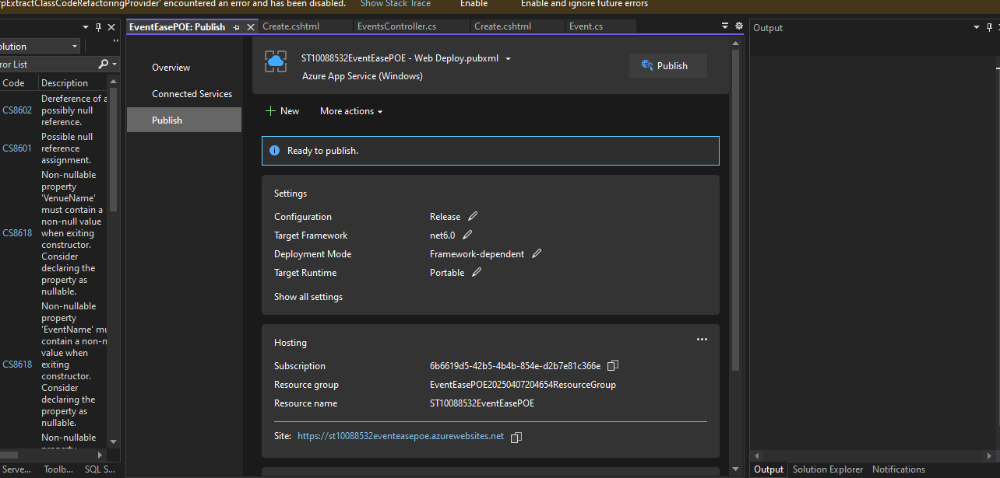 rpExtractClassCodeRefactoringProvider' encountered an error and has been disabled. Show Stack Trace Enable Enable and ignore future errors
EventEasePOE: Publish Create.cshtml EventsController.cs Create.cshtml Event.cs
Output
olution
ror List
Code Description
CS8602 Dereference of a
possibly null
reference.
CS8601 Possible null
reference
assignment.
CS8618 Non-nullable
property
'VenueName'
must contain a
non-null value
when exiting
constructor.
Consider
declaring the
property as
nullable.
CS8618 Non-nullable
property
'EventName' mu
contain a non-n
value when
exiting
constructor.
Consider
declaring the
property as
nullable.
Non-nullable
property
Serve... Toolb... SQL S...
Overview
Connected Services
Publish
ST10088532EventEasePOE - Web Deploy.pubxml
Azure App Service (Windows)
Publish
New More actions
Ready to publish.
Settings
Configuration Release
Target Framework net6.0
Deployment Mode Framework-dependent
Target Runtime Portable
Show all settings
Hosting
Subscription 6b6619d5-42b5-4b4b-854e-d2b7e81c366e
Resource group EventEasePOE20250407204654ResourceGroup
Resource name ST10088532EventEasePOE
Site: https://st10088532eventeasepoe.azurewebsites.net
Output Solution Explorer Notifications